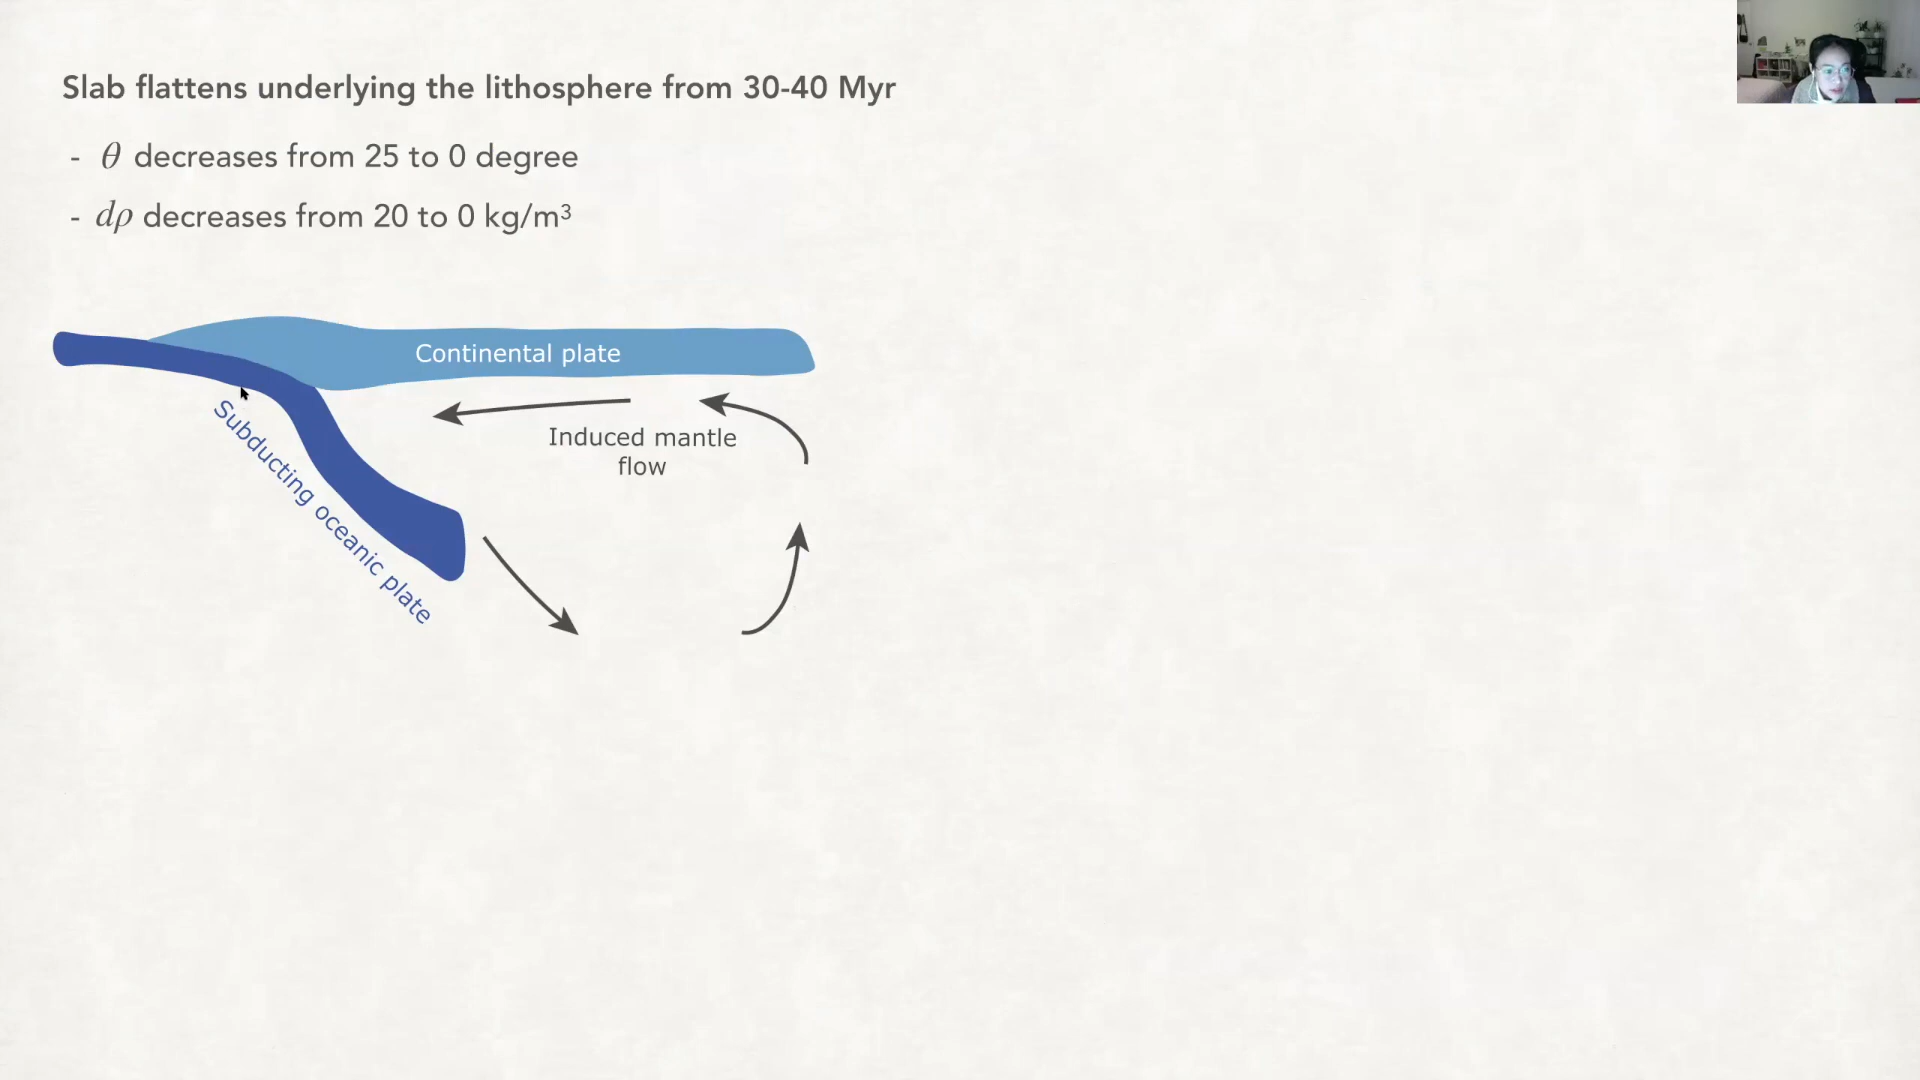 Slab flattens underlying the lithosphere from 30-40 Myr
- θ decreases from 25 to 0 degree
- dρ decreases from 20 to 0 kg/m³
Continental plate
Induced mantle
flow
Subducting oceanic plate